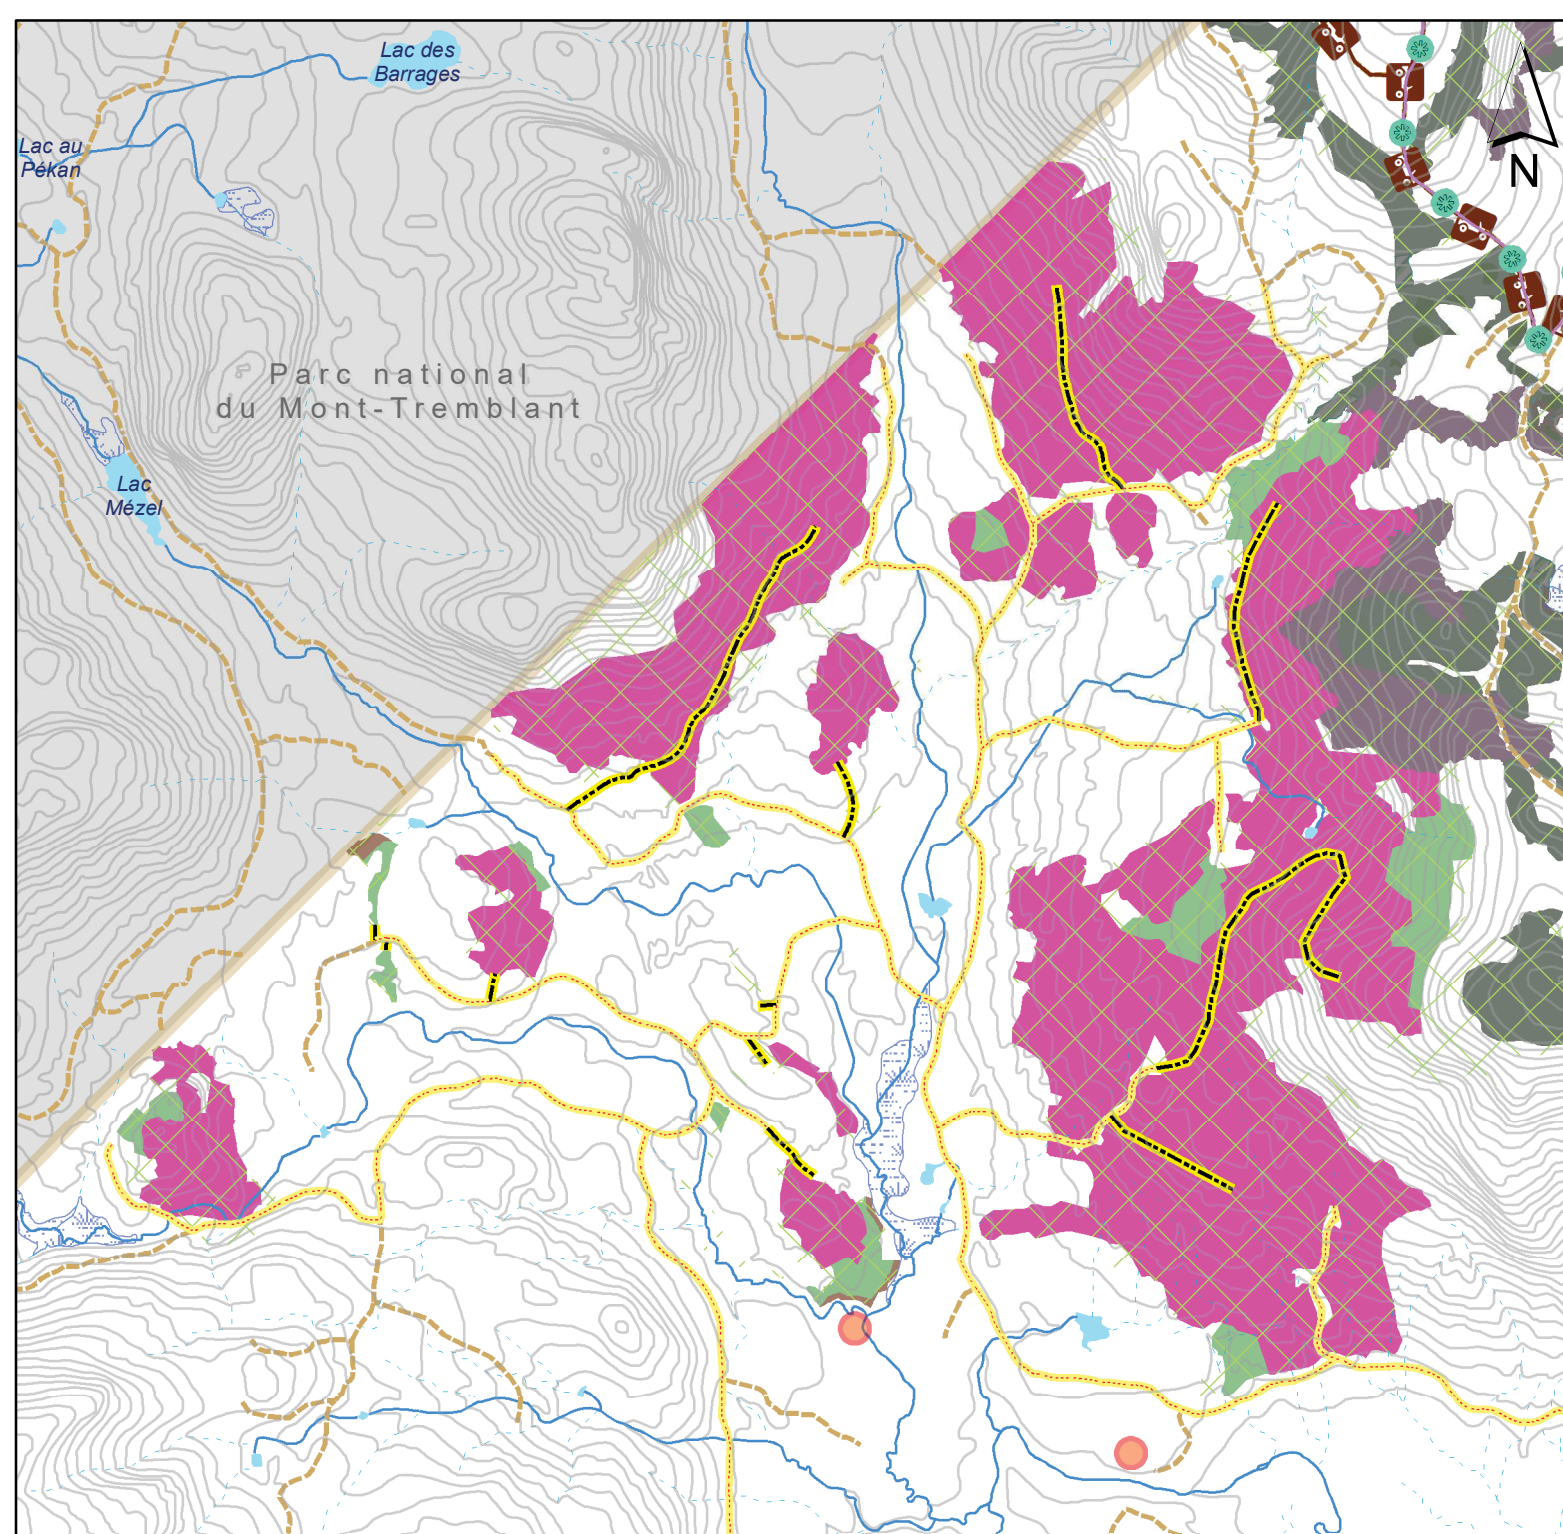 Lac des
Barrages
Lac au
Pékan
N
Parc national
du Mont-Tremblant
Lac
Mézel